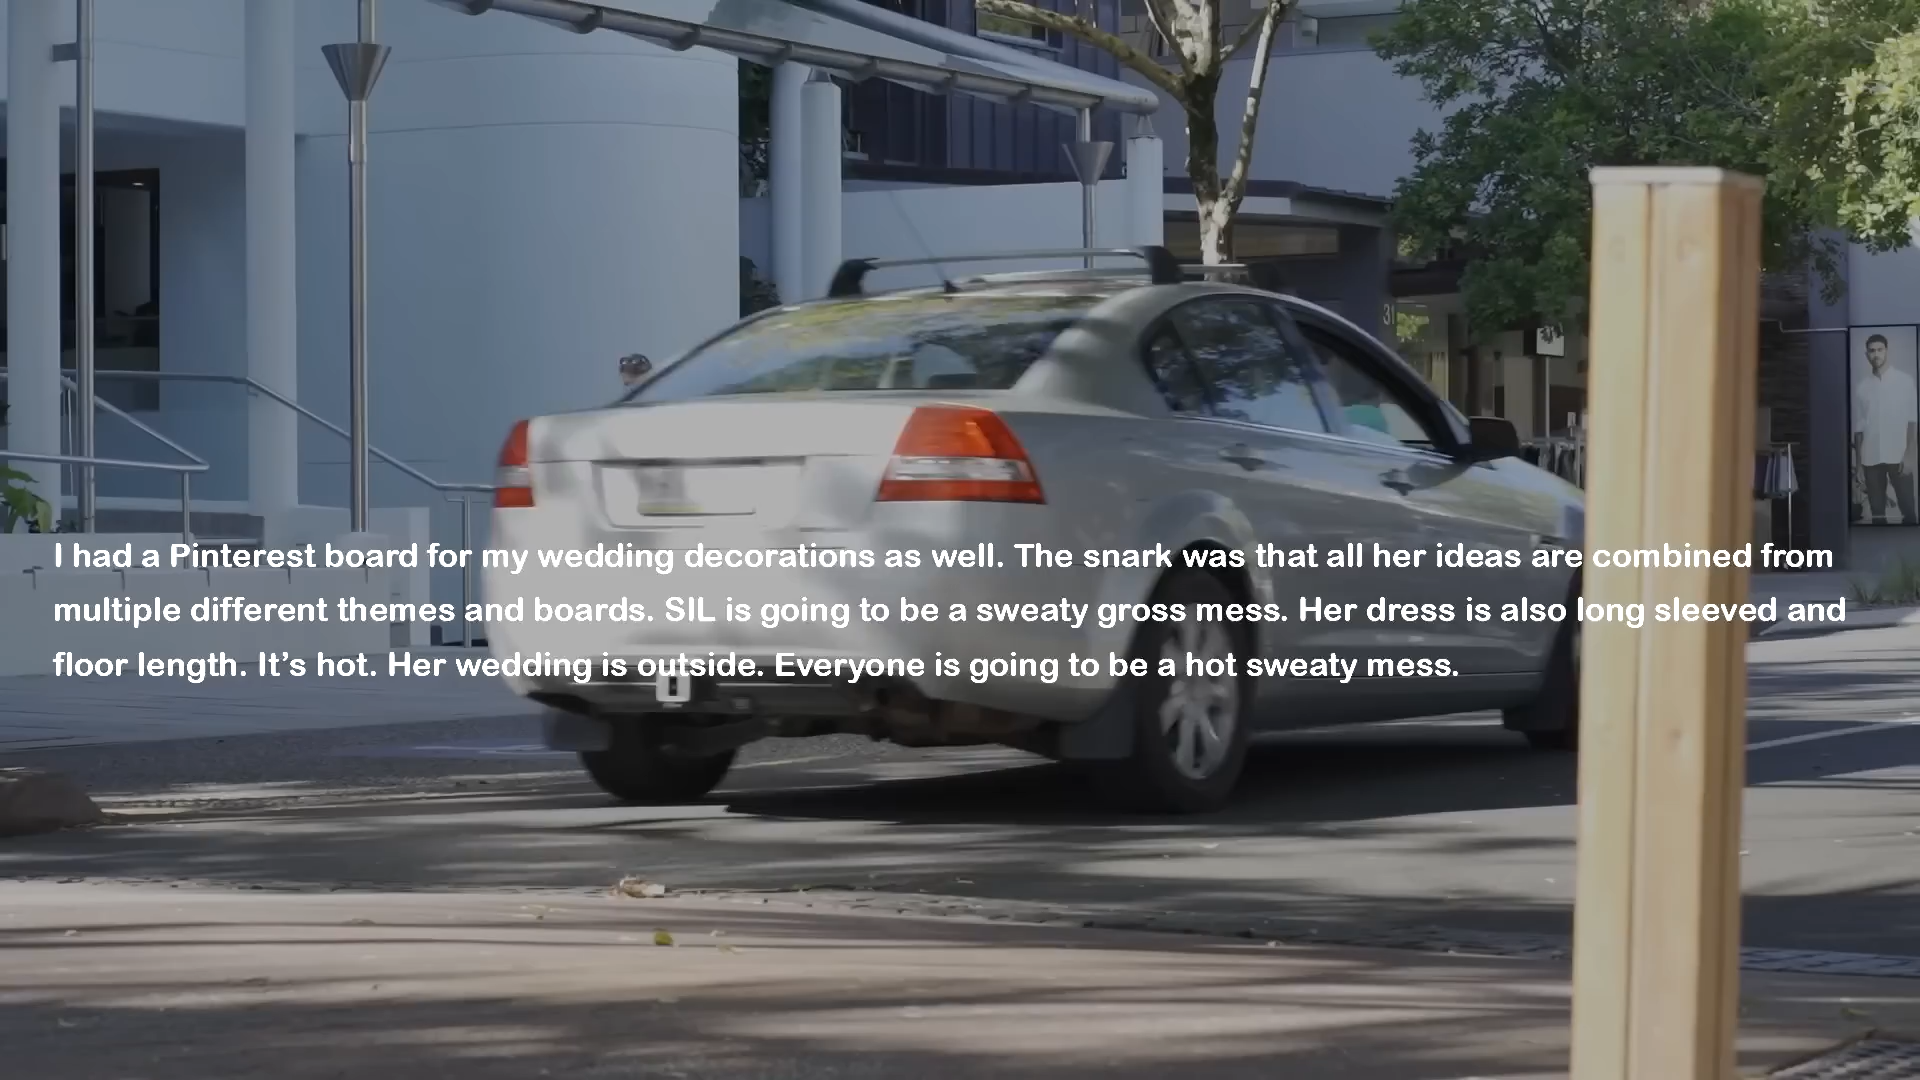 31
I had a Pinterest board for my wedding decorations as well. The snark was that all her ideas are combined from
multiple different themes and boards. SIL is going to be a sweaty gross mess. Her dress is also long sleeved and
floor length. It’s hot. Her wedding is outside. Everyone is going to be a hot sweaty mess.